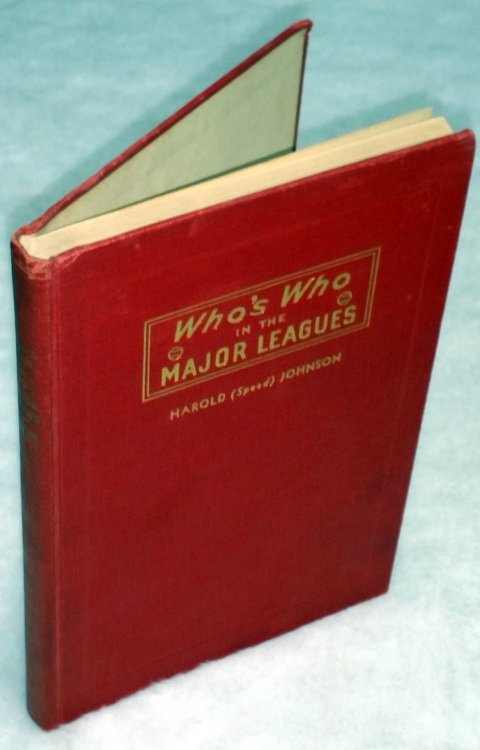 Who's Who
IN THE
MAJOR LEAGUES
HAROLD (Speed) JOHNSON